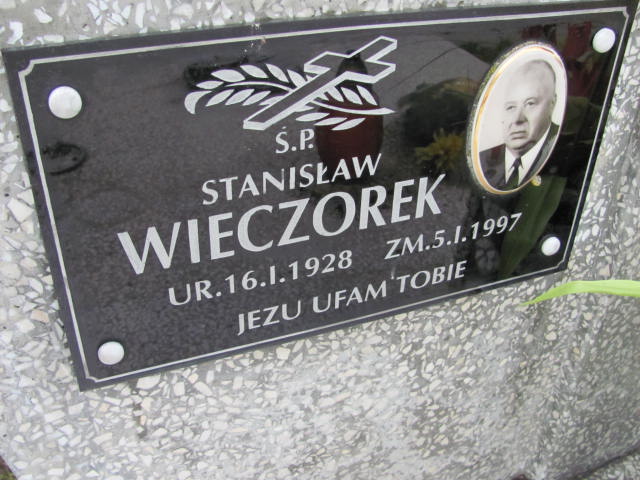 Ś.P.
STANISŁAW
WIECZOREK
UR.16.I.1928 ZM.5.I.1997
JEZU UFAM TOBIE